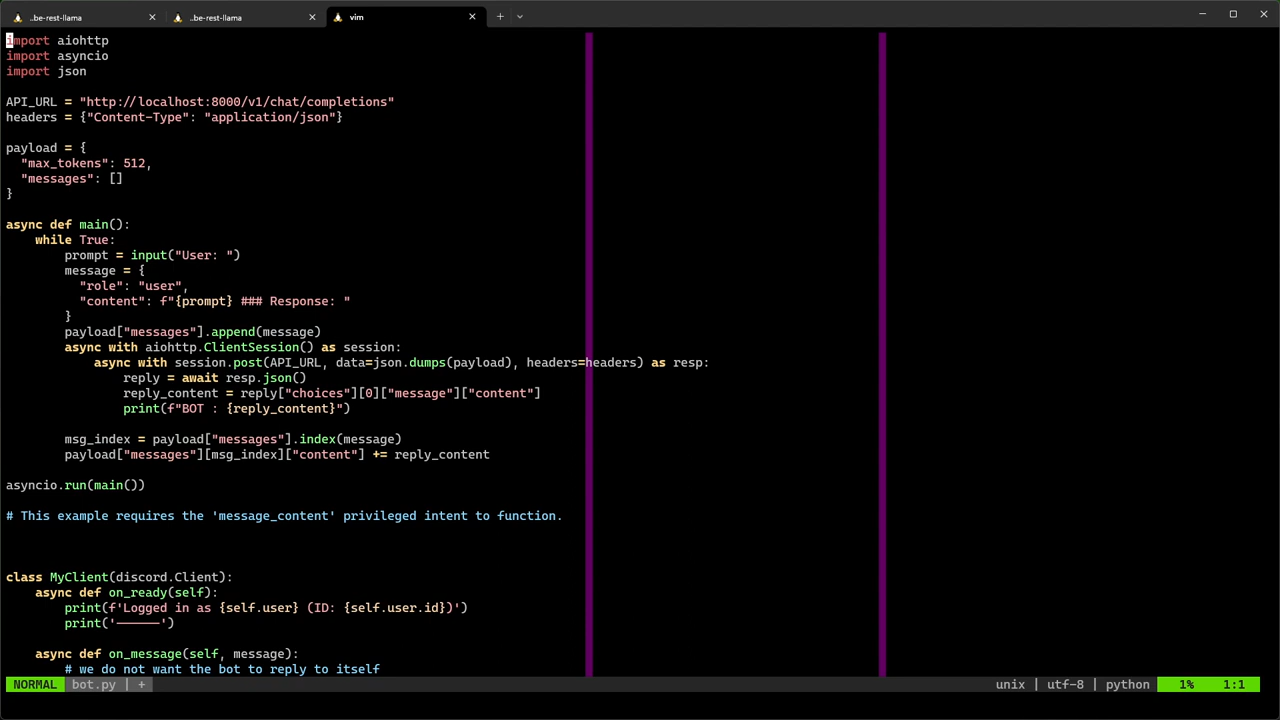 ..be-rest-llama
..be-rest-llama
vim
import aiohttp
import asyncio
import json
API_URL = "http://localhost:8000/v1/chat/completions"
headers = {"Content-Type": "application/json"}
payload = {
  "max_tokens": 512,
  "messages": []
}
async def main():
    while True:
        prompt = input("User: ")
        message = {
          "role": "user",
          "content": f"{prompt} ### Response: "
        }
        payload["messages"].append(message)
        async with aiohttp.ClientSession() as session:
            async with session.post(API_URL, data=json.dumps(payload), headers=headers) as resp:
                reply = await resp.json()
                reply_content = reply["choices"][0]["message"]["content"]
                print(f"BOT : {reply_content}")
        msg_index = payload["messages"].index(message)
        payload["messages"][msg_index]["content"] += reply_content
asyncio.run(main())
# This example requires the 'message_content' privileged intent to function.
class MyClient(discord.Client):
    async def on_ready(self):
        print(f'Logged in as {self.user} (ID: {self.user.id})')
        print('------')
    async def on_message(self, message):
        # we do not want the bot to reply to itself
NORMAL bot.py | + unix | utf-8 | python 1% 1:1